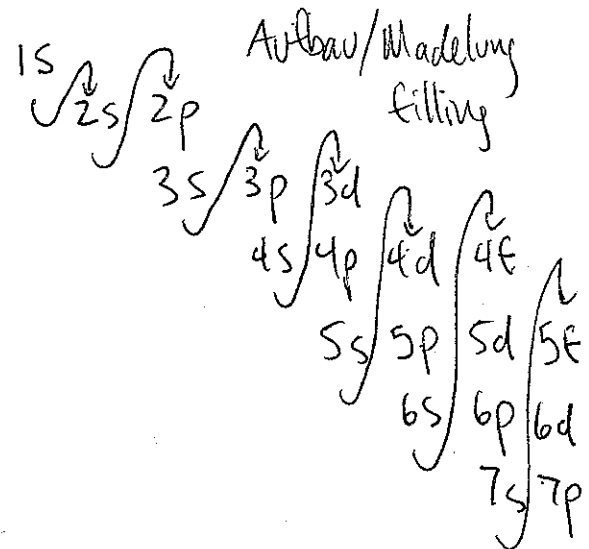 Aufbau/Madelung
filling
1s
2s 2p
3s 3p 3d
4s 4p 4d 4f
5s 5p 5d 5f
6s 6p 6d
7s 7p